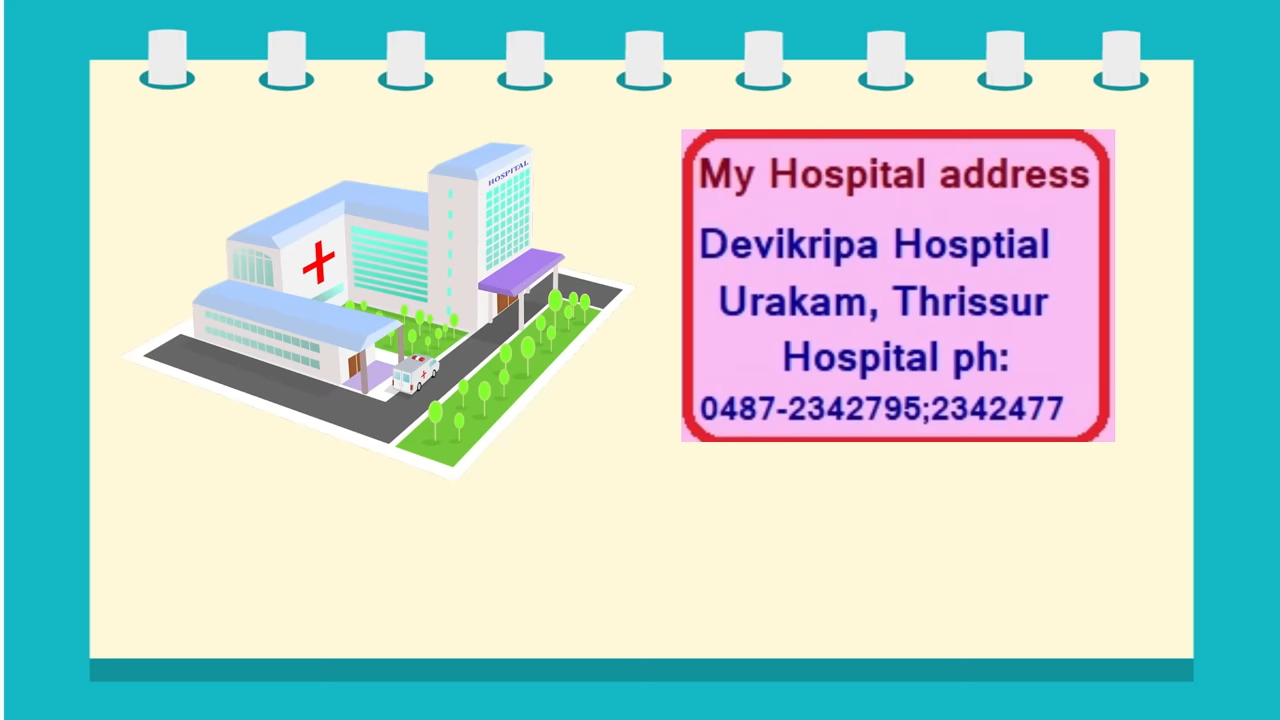 HOSPITAL
My Hospital address
Devikripa Hosptial
Urakam, Thrissur
Hospital ph:
0487-2342795;2342477